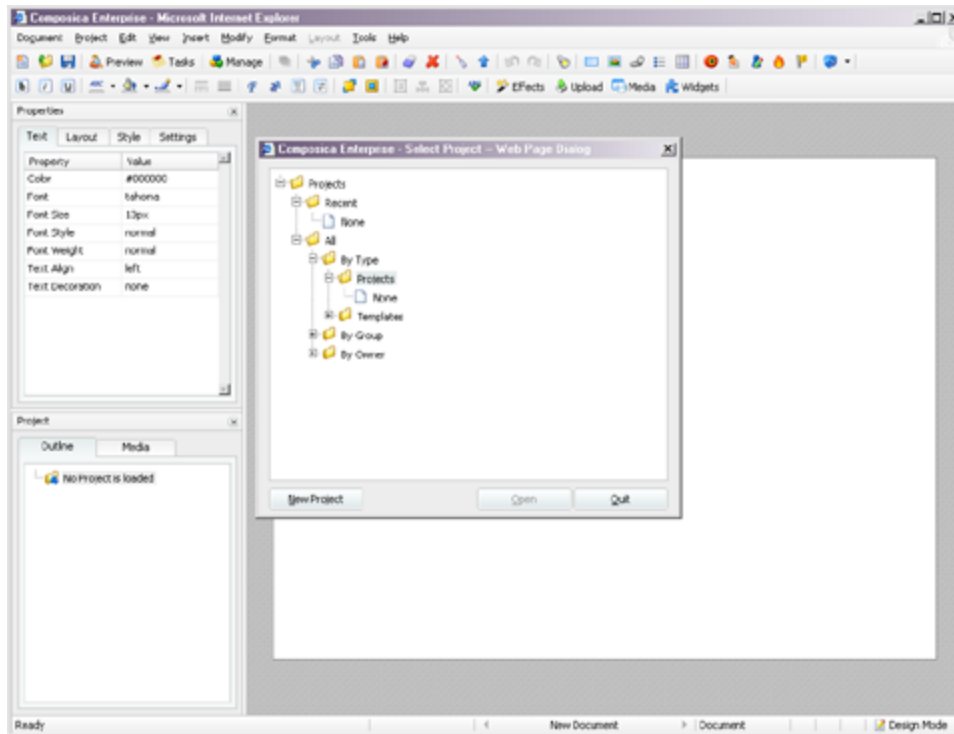 Composica Enterprise - Microsoft Internet Explorer
Document Project Edit View Insert Modify Format Layout Tools Help
Preview Tasks Manage
Effects Upload Media Widgets
Properties
Text Layout Style Settings
Property Value
Color #000000
Font tahoma
Font Size 13px
Font Style normal
Font Weight normal
Text Align left
Text Decoration none
Project
Outline Media
No Project is loaded
Composica Enterprise - Select Project -- Web Page Dialog
Projects
Recent
None
All
By Type
Projects
None
Templates
By Group
By Owner
New Project Open Quit
Ready New Document Document Design Mode